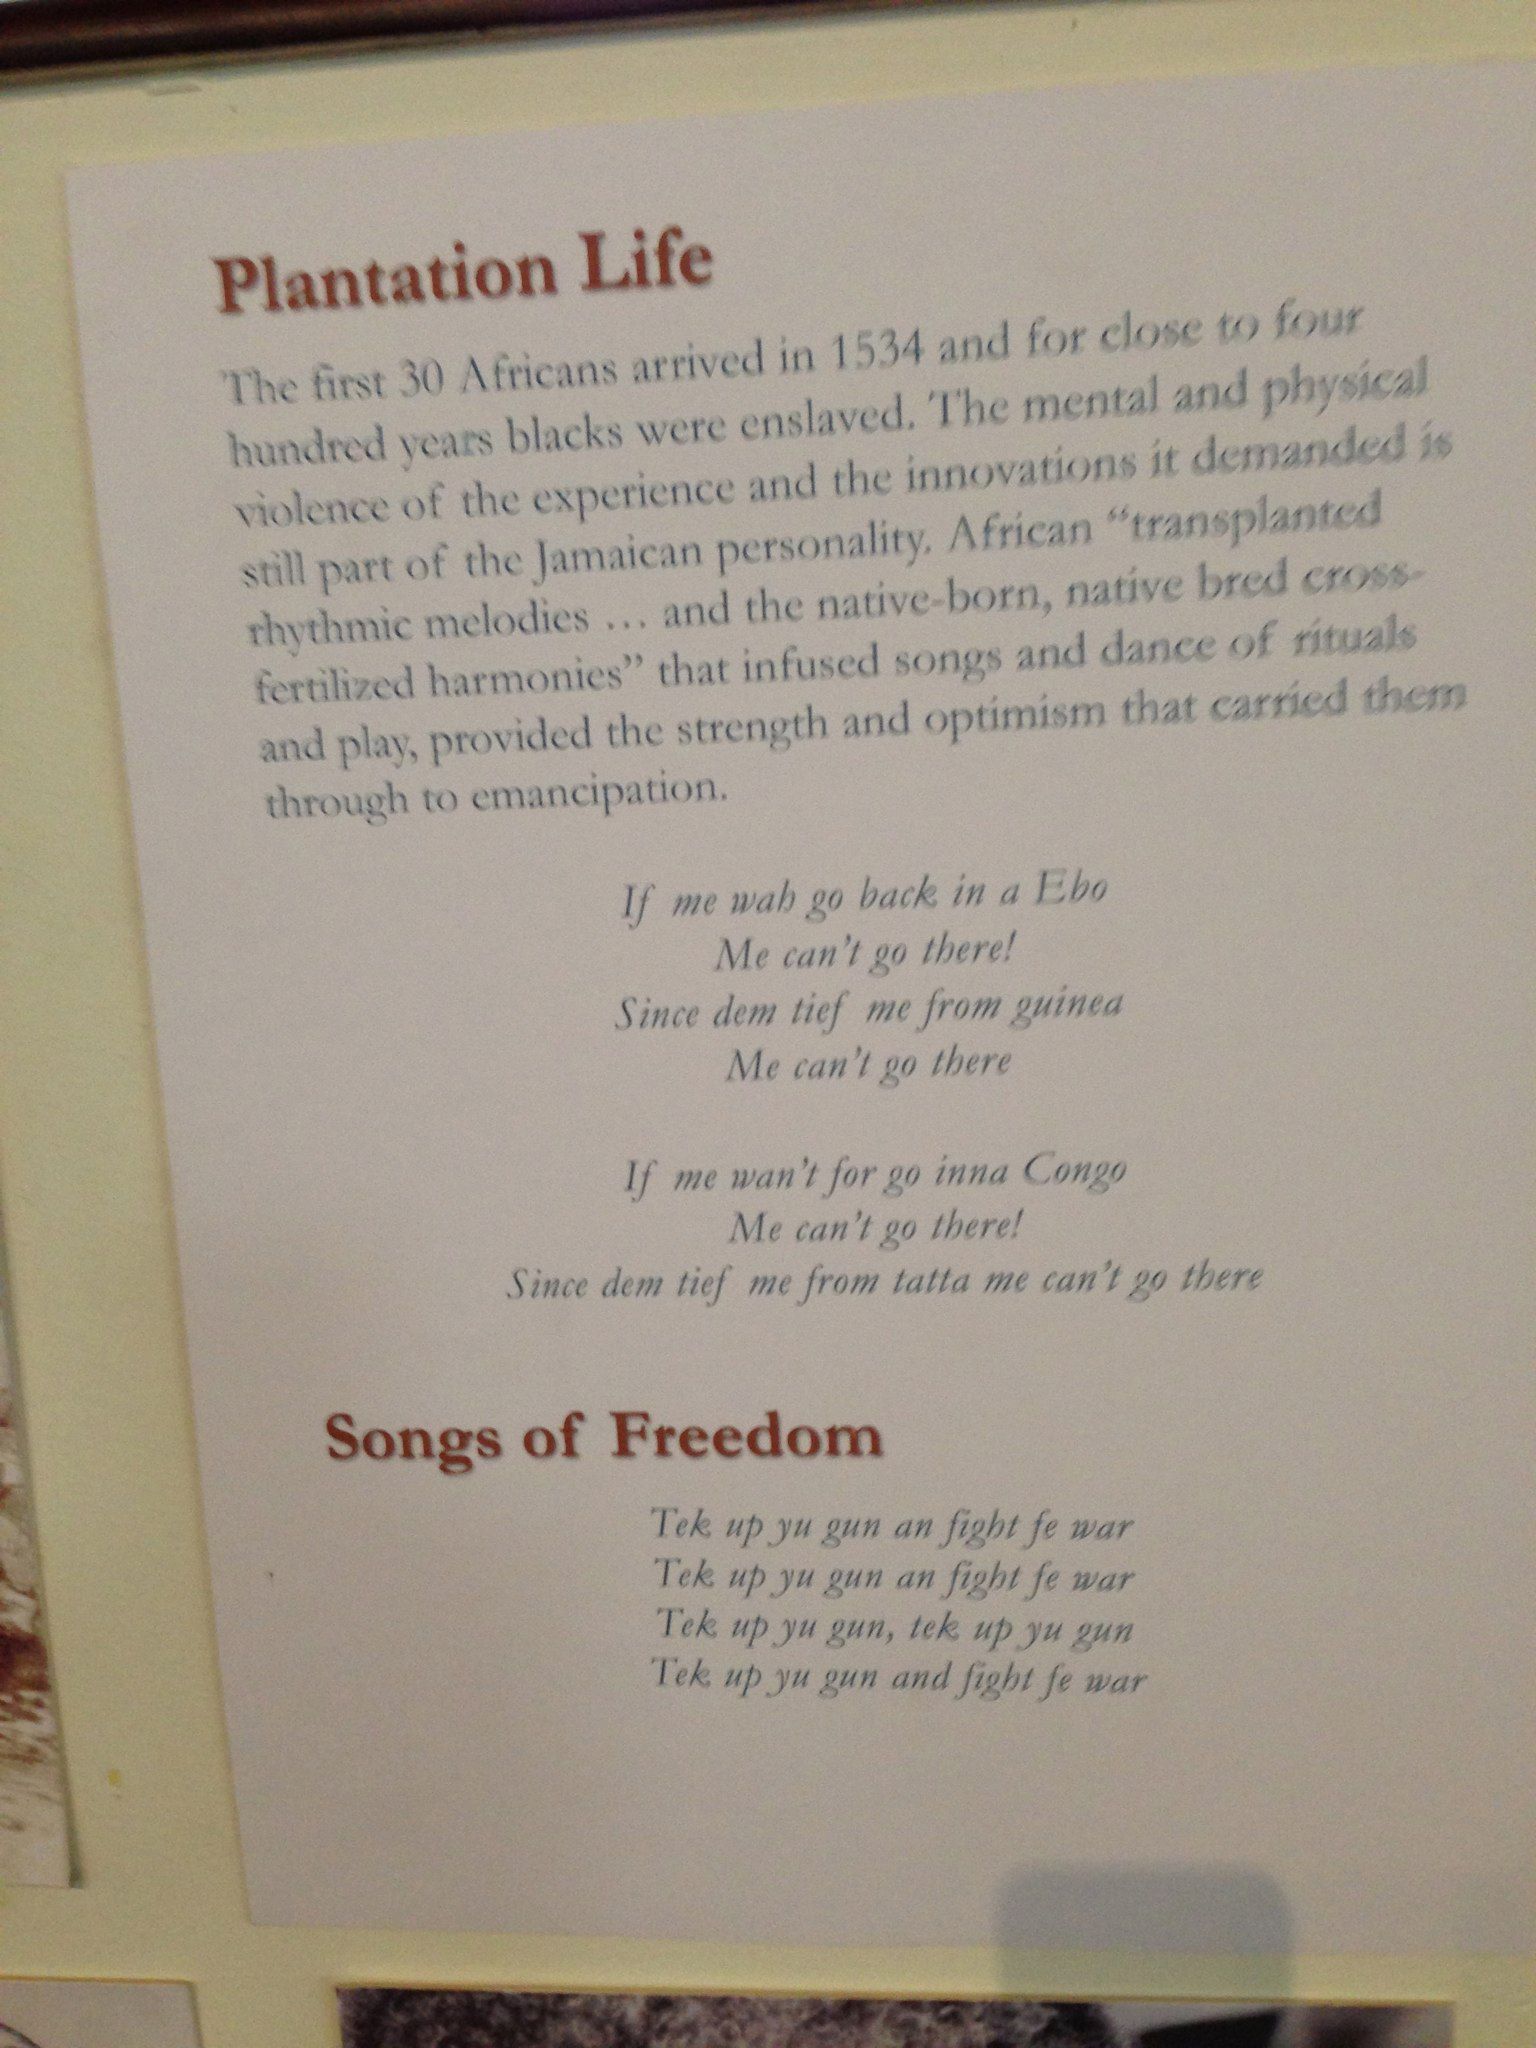 Plantation Life
The first 30 Africans arrived in 1534 and for close to four
hundred years blacks were enslaved. The mental and physical
violence of the experience and the innovations it demanded is
still part of the Jamaican personality. African “transplanted
rhythmic melodies … and the native-born, native bred cross-
fertilized harmonies” that infused songs and dance of rituals
and play, provided the strength and optimism that carried them
through to emancipation.
If me wah go back in a Ebo
Me can’t go there!
Since dem tief me from guinea
Me can’t go there
If me wan’t for go inna Congo
Me can’t go there!
Since dem tief me from tatta me can’t go there
Songs of Freedom
Tek up yu gun an fight fe war
Tek up yu gun an fight fe war
Tek up yu gun, tek up yu gun
Tek up yu gun and fight fe war